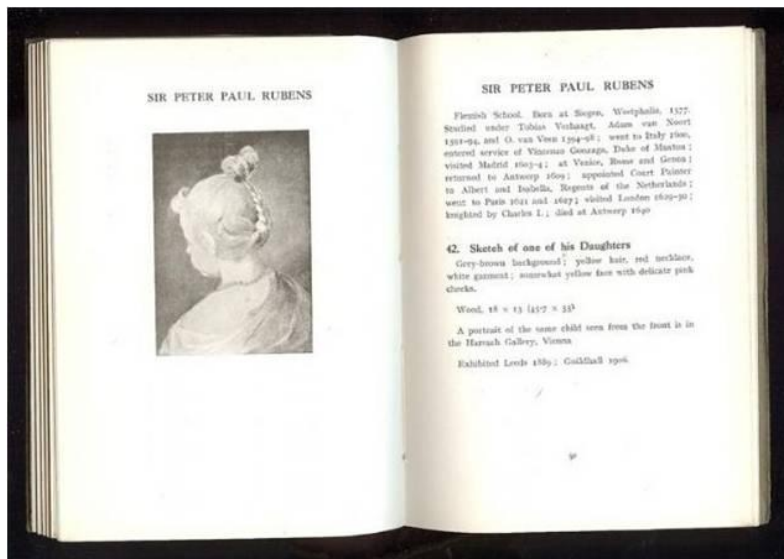 SIR PETER PAUL RUBENS
SIR PETER PAUL RUBENS
Flemish School. Born at Siegen, Westphalia, 1577.
Studied under Tobias Verhaagt, Adam van Noort
1591-94, and O. van Veen 1594-98; went to Italy 1600,
entered service of Vincenzo Gonzaga, Duke of Mantua;
visited Madrid 1603-4; at Venice, Rome and Genoa;
returned to Antwerp 1609; appointed Court Painter
to Albert and Isabella, Regents of the Netherlands;
went to Paris 1621 and 1627; visited London 1629-30;
knighted by Charles I.; died at Antwerp 1640
42. Sketch of one of his Daughters
Grey-brown background; yellow hair, red necklace,
white garment; somewhat yellow face with delicate pink
cheeks.
Wood, 18 x 13 (45.7 x 33)
A portrait of the same child seen from the front is in
the Harrach Gallery, Vienna
Exhibited Leeds 1889; Guildhall 1906